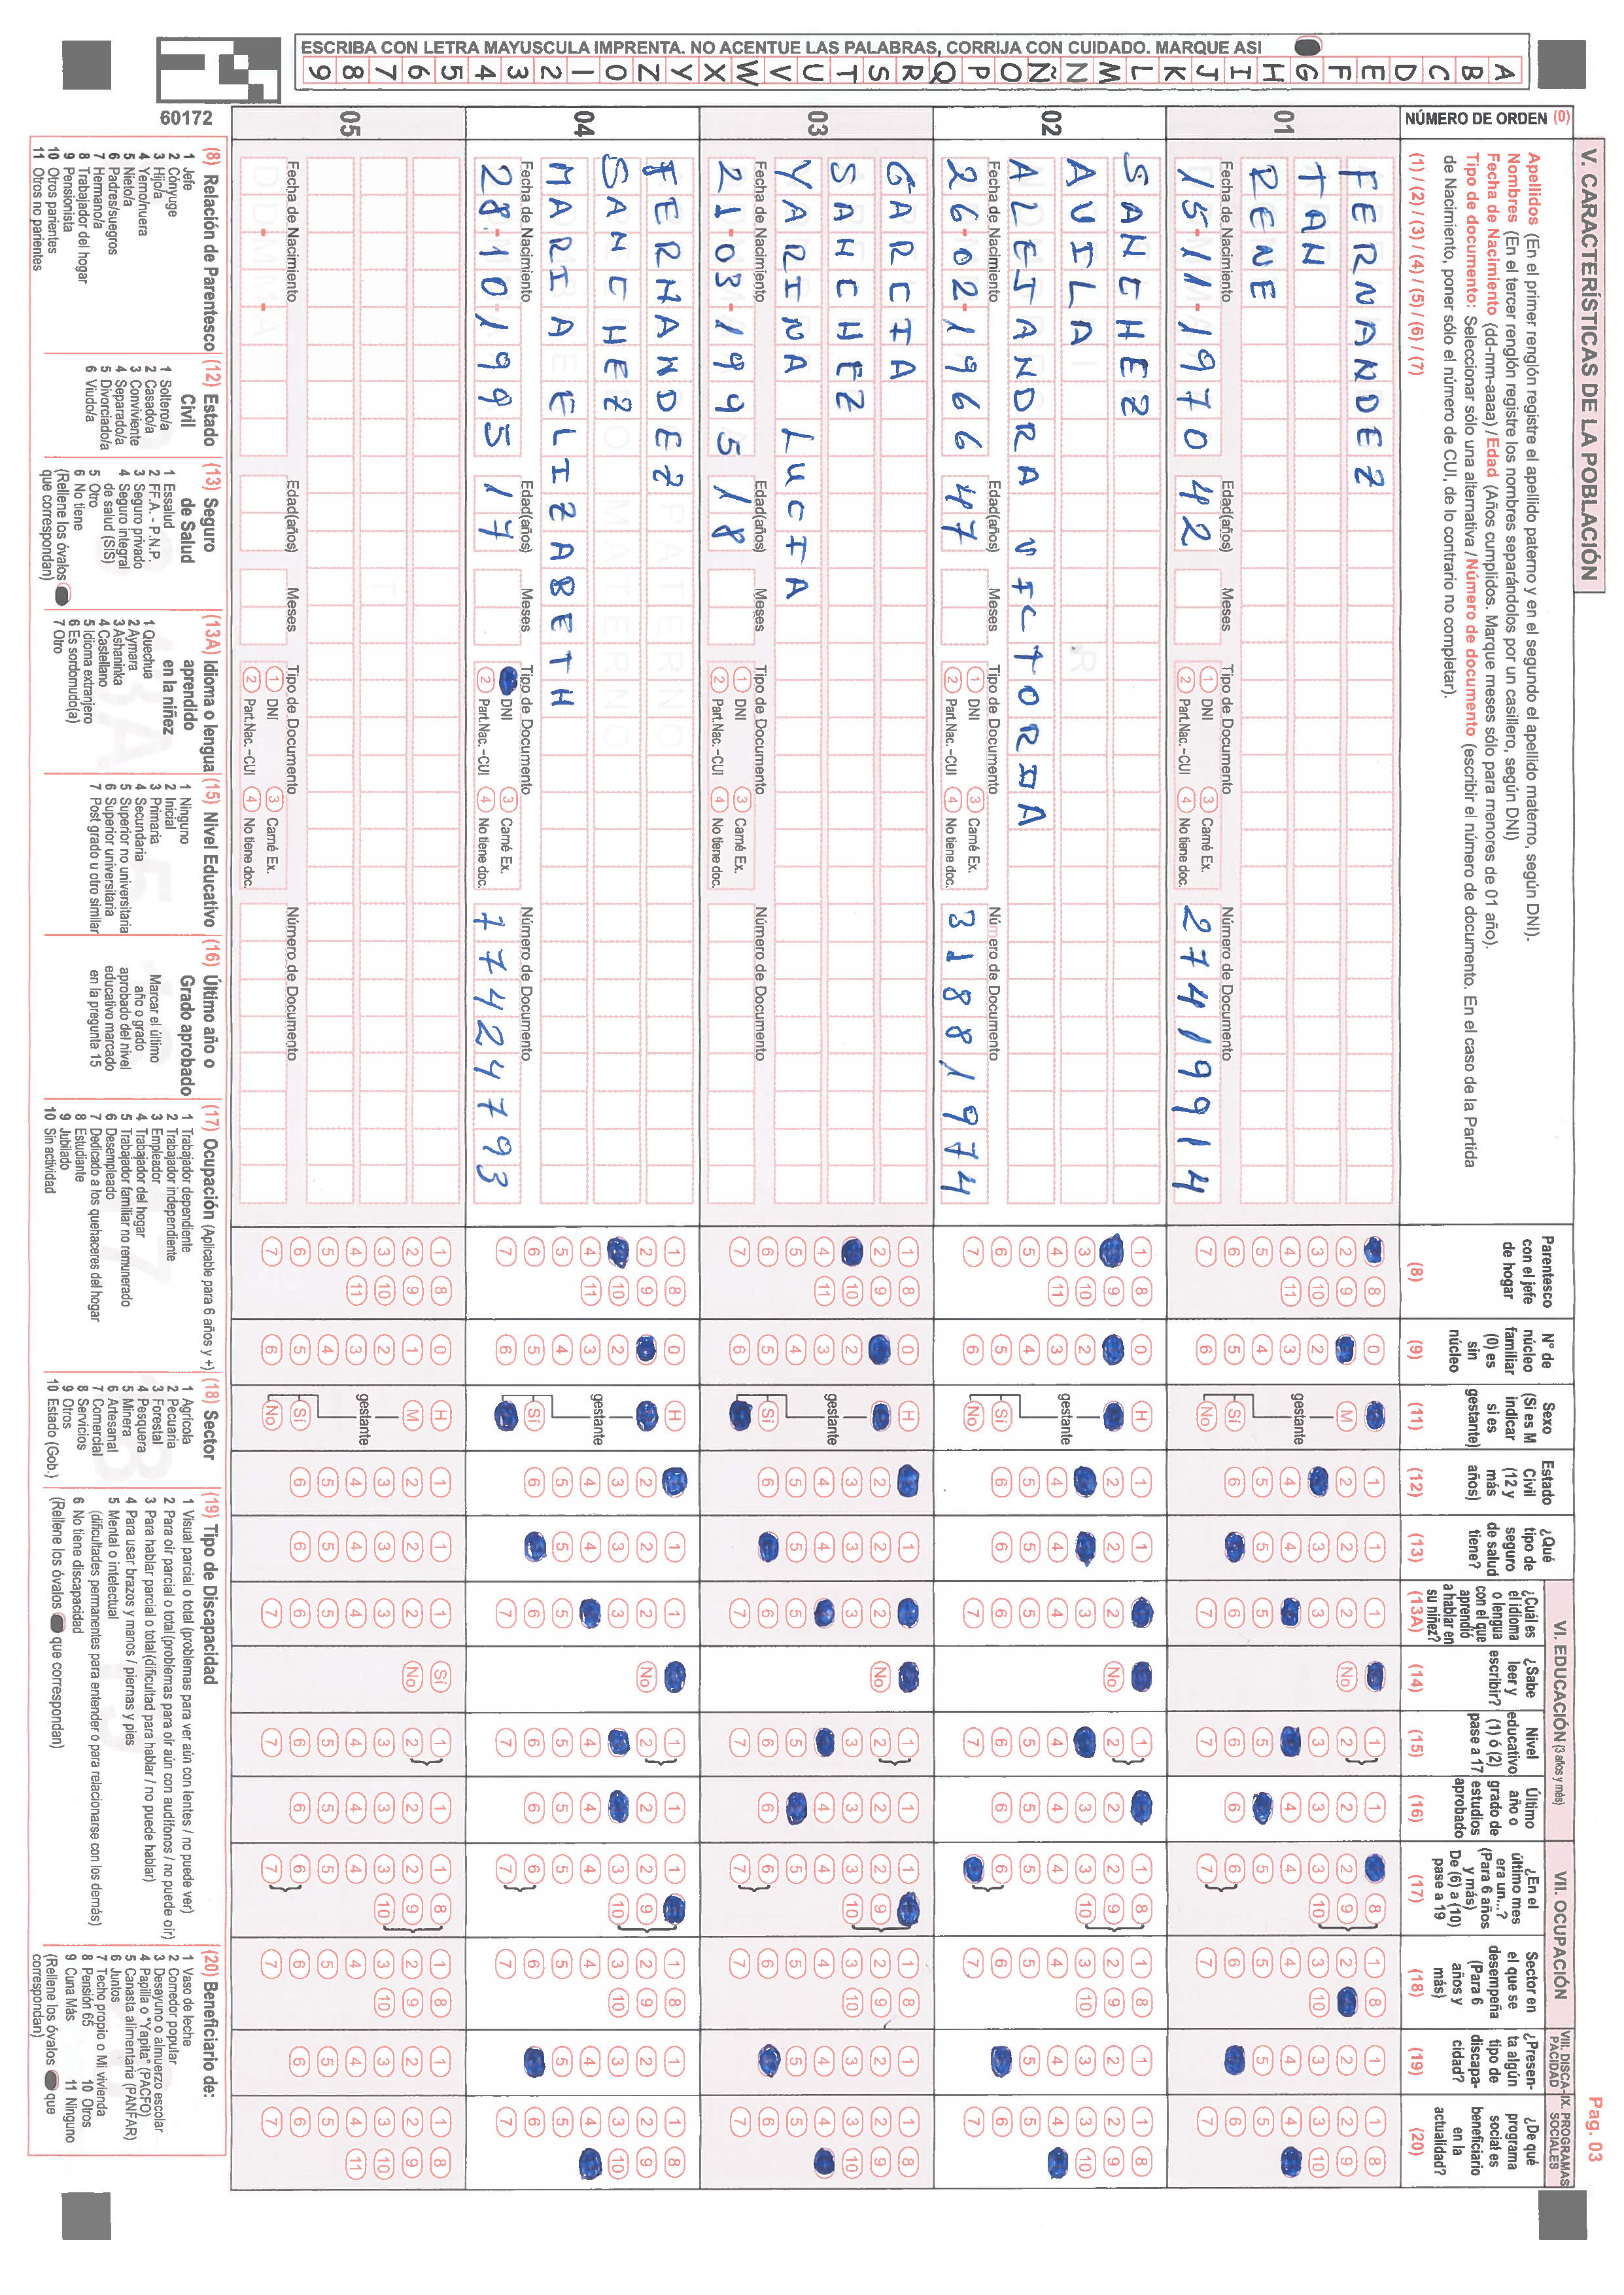 Pag. 03
ESCRIBA CON LETRA MAYUSCULA IMPRENTA. NO ACENTUE LAS PALABRAS, CORRIJA CON CUIDADO. MARQUE ASI
A B C D E F G H I J K L M N Ñ O P Q R S T U V W X Y Z 0 1 2 3 4 5 6 7 8 9
60172
V. CARACTERÍSTICAS DE LA POBLACIÓN
VI. EDUCACIÓN (3 años y más)
VII. OCUPACIÓN
VIII. DISCA-PACIDAD
IX. PROGRAMAS SOCIALES
NÚMERO DE ORDEN (0)
Apellidos (En el primer renglón registre el apellido paterno y en el segundo el apellido materno, según DNI).
Nombres (En el tercer renglón registre los nombres separándolos por un casillero, según DNI)
Fecha de Nacimiento (dd-mm-aaaa) / Edad (Años cumplidos. Marque meses sólo para menores de 01 año).
Tipo de documento: Seleccionar sólo una alternativa / Número de documento (escribir el número de documento. En el caso de la Partida
de Nacimiento, poner sólo el número de CUI, de lo contrario no completar).
(1) / (2) / (3) / (4) / (5) / (6) / (7)
Parentesco con el jefe de hogar (8)
N° de núcleo familiar (0) es sin núcleo (9)
Sexo (Si es M indicar si es gestante) (11)
Estado Civil (12 y más años) (12)
¿Qué tipo de seguro de salud tiene? (13)
¿Cuál es el idioma o lengua con el que aprendió a hablar en su niñez? (13A)
¿Sabe leer y escribir? (14)
Nivel educativo (1) ó (2) pase a 17 (15)
Último año o grado de estudios aprobado (16)
¿En el último mes era un...? (Para 6 años y más) De (6) a (10) pase a 19 (17)
Sector en el que se desempeña (Para 6 años y más) (18)
¿Presen-ta algún tipo de discapa-cidad? (19)
¿De qué programa social es beneficiario en la actualidad? (20)
01
FERNANDEZ
TAN
RENE
Fecha de Nacimiento Edad(años) Meses Tipo de Documento Número de Documento
15-11-1970 42 1 DNI 3 Carné Ex. 2 Part.Nac.-CUI 4 No tiene doc. 27419914
02
SANCHEZ
AVILA
ALEJANDRA VICTORIA
Fecha de Nacimiento Edad(años) Meses Tipo de Documento Número de Documento
26-02-1966 47 1 DNI 3 Carné Ex. 2 Part.Nac.-CUI 4 No tiene doc. 31881974
03
GARCIA
SANCHEZ
YARINA LUCIA
Fecha de Nacimiento Edad(años) Meses Tipo de Documento Número de Documento
21-03-1995 18 1 DNI 3 Carné Ex. 2 Part.Nac.-CUI 4 No tiene doc.
04
FERNANDEZ
SANCHEZ
MARIA ELIZABETH
Fecha de Nacimiento Edad(años) Meses Tipo de Documento Número de Documento
28-10-1995 17 DNI 3 Carné Ex. 2 Part.Nac.-CUI 4 No tiene doc. 77424793
05
Fecha de Nacimiento Edad(años) Meses Tipo de Documento Número de Documento
1 DNI 3 Carné Ex. 2 Part.Nac.-CUI 4 No tiene doc.
gestante
(8) Relación de Parentesco
1 Jefe
2 Cónyuge
3 Hijo/a
4 Yerno/nuera
5 Nieto/a
6 Padres/suegros
7 Hermano/a
8 Trabajador del hogar
9 Pensionista
10 Otros parientes
11 Otros no parientes
(12) Estado Civil
1 Soltero/a
2 Casado/a
3 Conviviente
4 Separado/a
5 Divorciado/a
6 Viudo/a
(13) Seguro de Salud
1 Essalud
2 FF.A. - P.N.P.
3 Seguro privado
4 Seguro integral de salud (SIS)
5 Otro
6 No tiene
(Rellene los óvalos que correspondan)
(13A) Idioma o lengua aprendido en la niñez
1 Quechua
2 Aymara
3 Ashaninka
4 Castellano
5 Idioma extranjero
6 Es sordomudo(a)
7 Otro
(15) Nivel Educativo
1 Ninguno
2 Inicial
3 Primaria
4 Secundaria
5 Superior no universitaria
6 Superior universitaria
7 Post grado u otro similar
(16) Último año o Grado aprobado
Marcar el último año o grado aprobado del nivel educativo marcado en la pregunta 15
(17) Ocupación (Aplicable para 6 años y +)
1 Trabajador dependiente
2 Trabajador independiente
3 Empleador
4 Trabajador del hogar
5 Trabajador familiar no remunerado
6 Desempleado
7 Dedicado a los quehaceres del hogar
8 Estudiante
9 Jubilado
10 Sin actividad
(18) Sector
1 Agrícola
2 Pecuaria
3 Forestal
4 Pesquera
5 Minera
6 Artesanal
7 Comercial
8 Servicios
9 Otros
10 Estado (Gob.)
(19) Tipo de Discapacidad
1 Visual parcial o total (problemas para ver aún con lentes / no puede ver)
2 Para oír parcial o total (problemas para oír aún con audífonos / no puede oír)
3 Para hablar parcial o total (dificultad para hablar / no puede hablar)
4 Para usar brazos y manos / piernas y pies
5 Mental o intelectual
(dificultades permanentes para entender o para relacionarse con los demás)
6 No tiene discapacidad
(Rellene los óvalos que correspondan)
(20) Beneficiario de:
1 Vaso de leche
2 Comedor popular
3 Desayuno o almuerzo escolar
4 Papilla o "Yapita" (PACFO)
5 Canasta alimentaria (PANFAR)
6 Juntos
7 Techo propio o Mi vivienda
8 Pensión 65
9 Cuna Más
10 Otros
11 Ninguno
(Rellene los óvalos que correspondan)